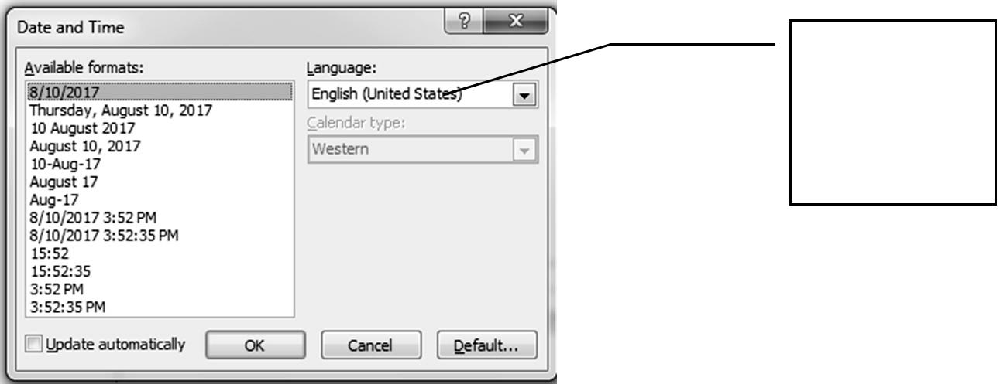 Date and Time
Available formats:
8/10/2017
Thursday, August 10, 2017
10 August 2017
August 10, 2017
10-Aug-17
August 17
Aug-17
8/10/2017 3:52 PM
8/10/2017 3:52:35 PM
15:52
15:52:35
3:52 PM
3:52:35 PM
Language:
English (United States)
Calendar type:
Western
Update automatically
OK
Cancel
Default...